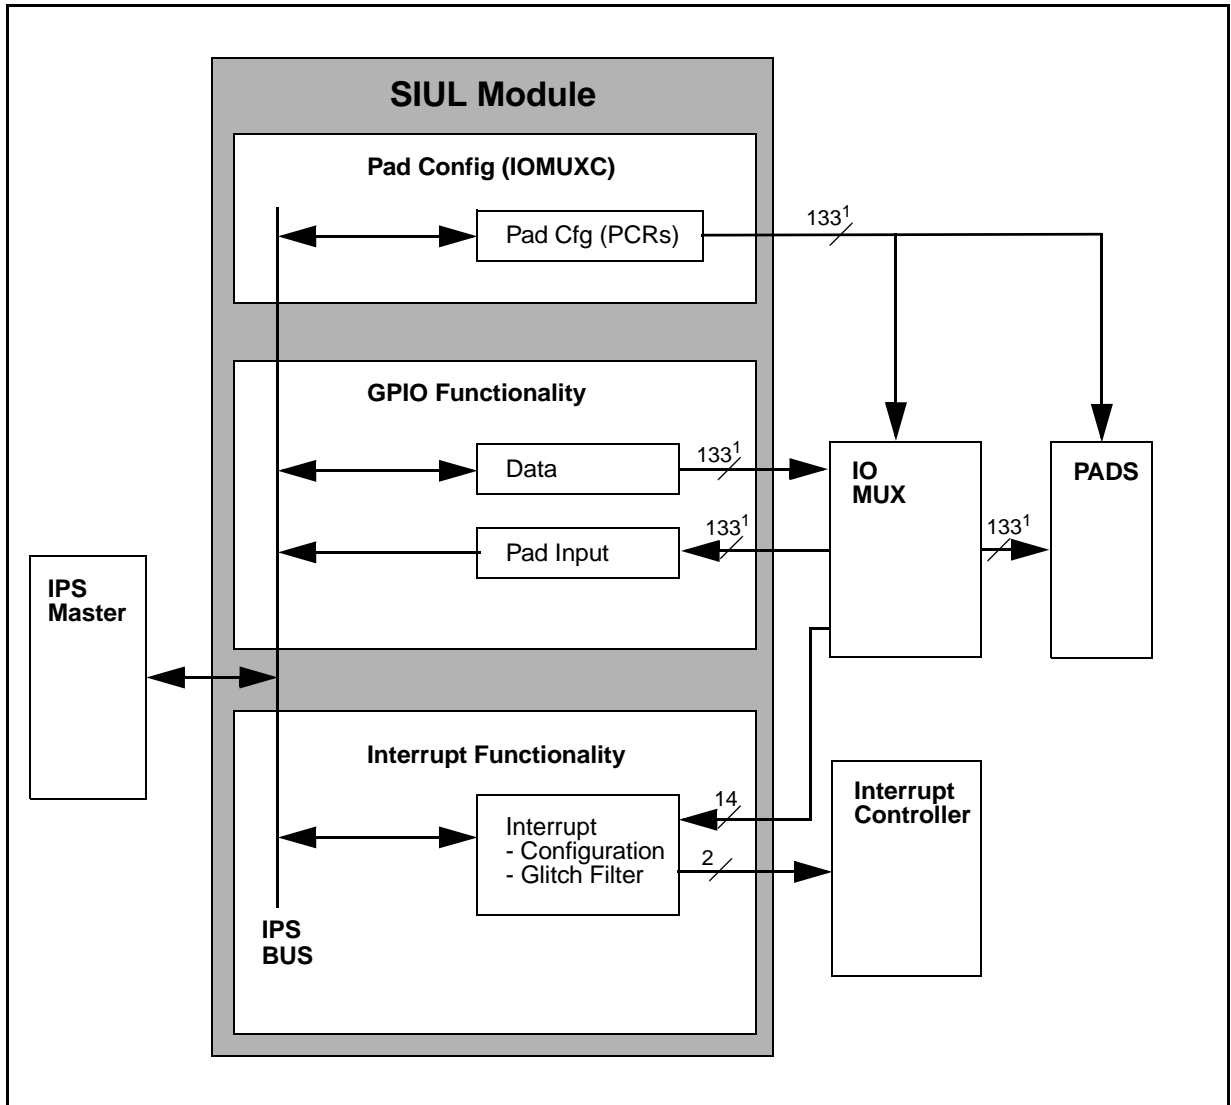 SIUL Module
Pad Config (IOMUXC)
Pad Cfg (PCRs)
133¹
GPIO Functionality
Data
133¹
Pad Input
133¹
IO
MUX
133¹
PADS
IPS
Master
Interrupt Functionality
Interrupt
- Configuration
- Glitch Filter
14
2
Interrupt
Controller
IPS
BUS